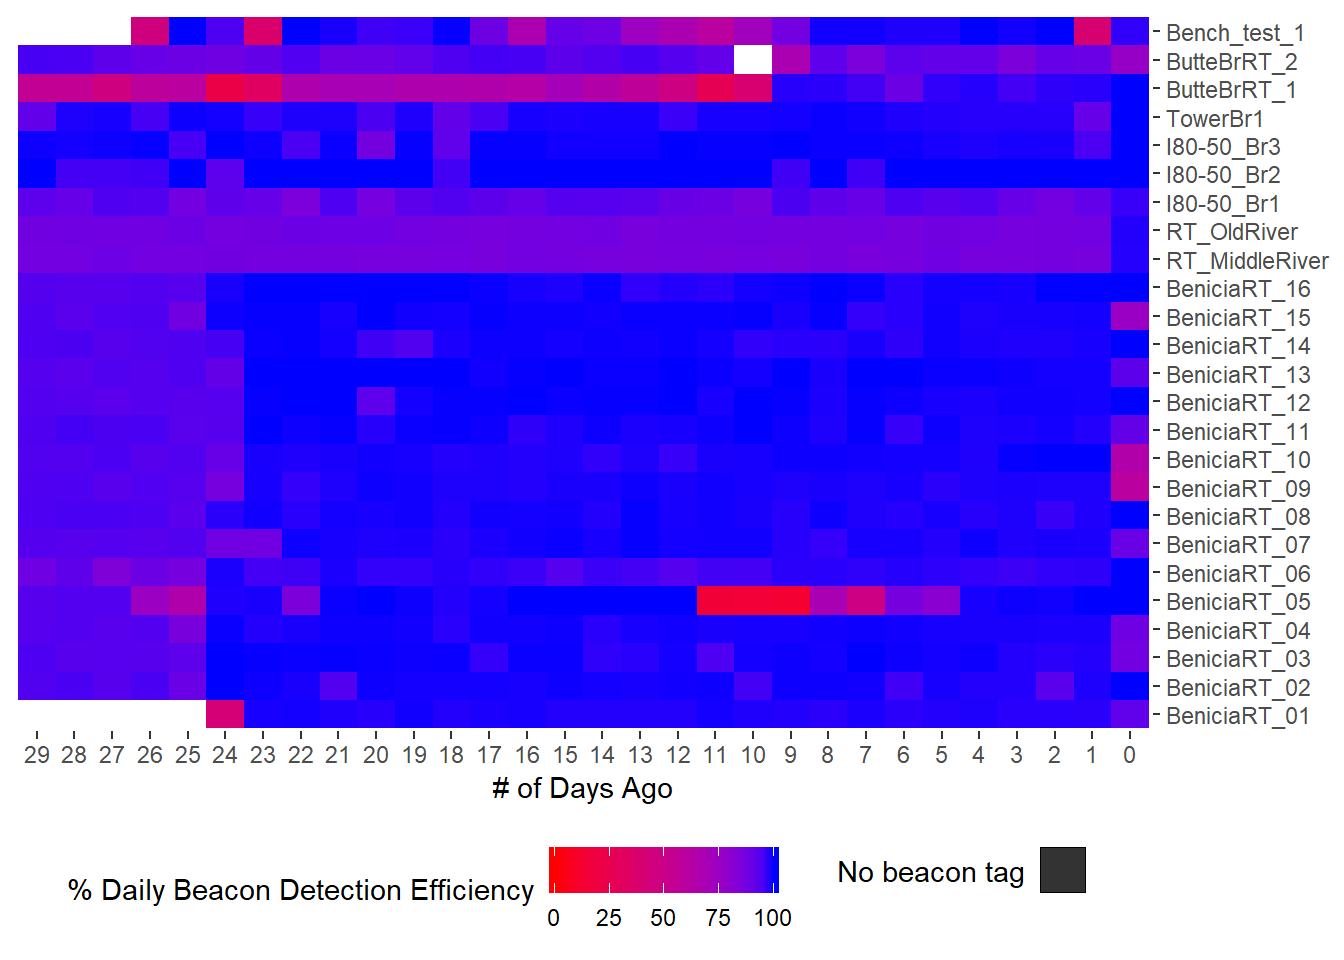 Bench_test_1
ButteBrRT_2
ButteBrRT_1
TowerBr1
I80-50_Br3
I80-50_Br2
I80-50_Br1
RT_OldRiver
RT_MiddleRiver
BeniciaRT_16
BeniciaRT_15
BeniciaRT_14
BeniciaRT_13
BeniciaRT_12
BeniciaRT_11
BeniciaRT_10
BeniciaRT_09
BeniciaRT_08
BeniciaRT_07
BeniciaRT_06
BeniciaRT_05
BeniciaRT_04
BeniciaRT_03
BeniciaRT_02
BeniciaRT_01
29 28 27 26 25 24 23 22 21 20 19 18 17 16 15 14 13 12 11 10 9 8 7 6 5 4 3 2 1 0
# of Days Ago
% Daily Beacon Detection Efficiency
0 25 50 75 100
No beacon tag